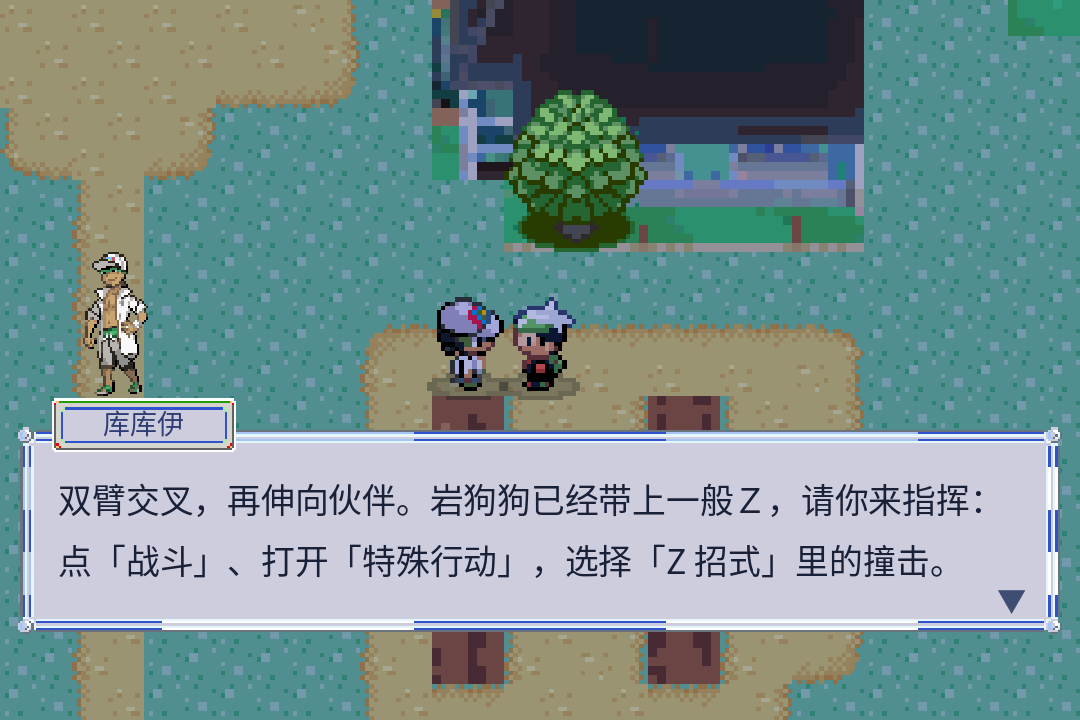 库库伊
双臂交叉，再伸向伙伴。岩狗狗已经带上一般Z，请你来指挥：
点「战斗」、打开「特殊行动」，选择「Z 招式」里的撞击。